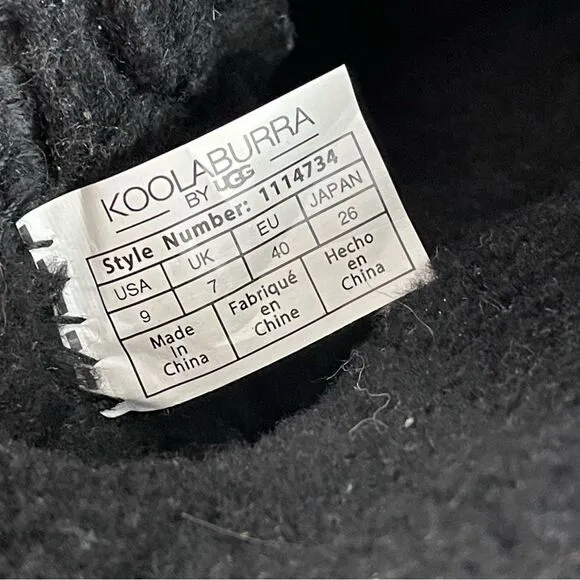 KOOLABURRA
BY UGG
Style Number: 1114734
USA UK EU JAPAN
9 7 40 26
Made in China
Fabriqué en Chine
Hecho en China